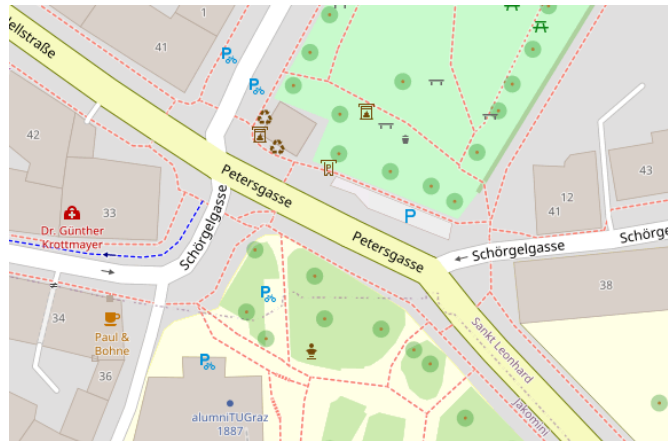 ellstraße
1
41
42
33
Dr. Günther
Krottmayer
Petersgasse
Schörgelgasse
P
P
P
Petersgasse
12
41
43
Schörgelgasse
Schörge
38
34
Paul &
Bohne
36
P
P
alumniTUGraz
1887
Sankt Leonhard
Jakomini